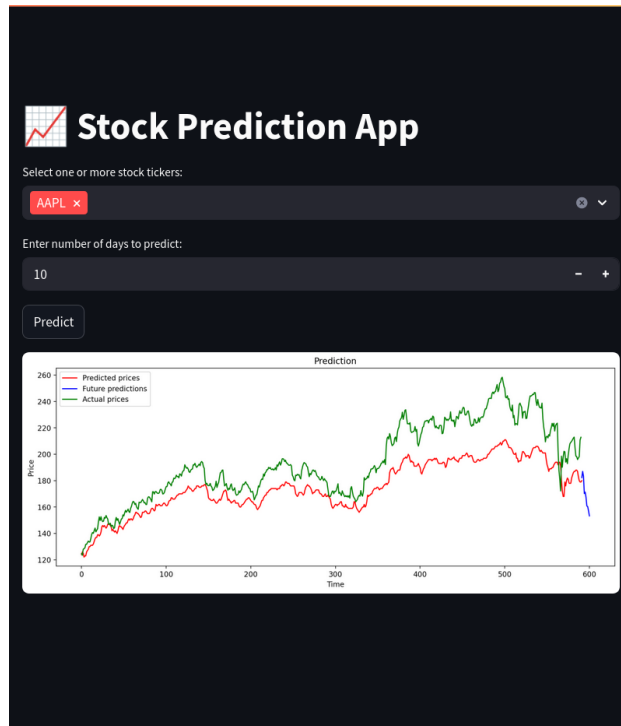 Stock Prediction App
Select one or more stock tickers:
AAPL ×
Enter number of days to predict:
10
Predict
Prediction
Predicted prices
Future predictions
Actual prices
260
240
220
200
180
160
140
120
Price
0 100 200 300 400 500 600
Time